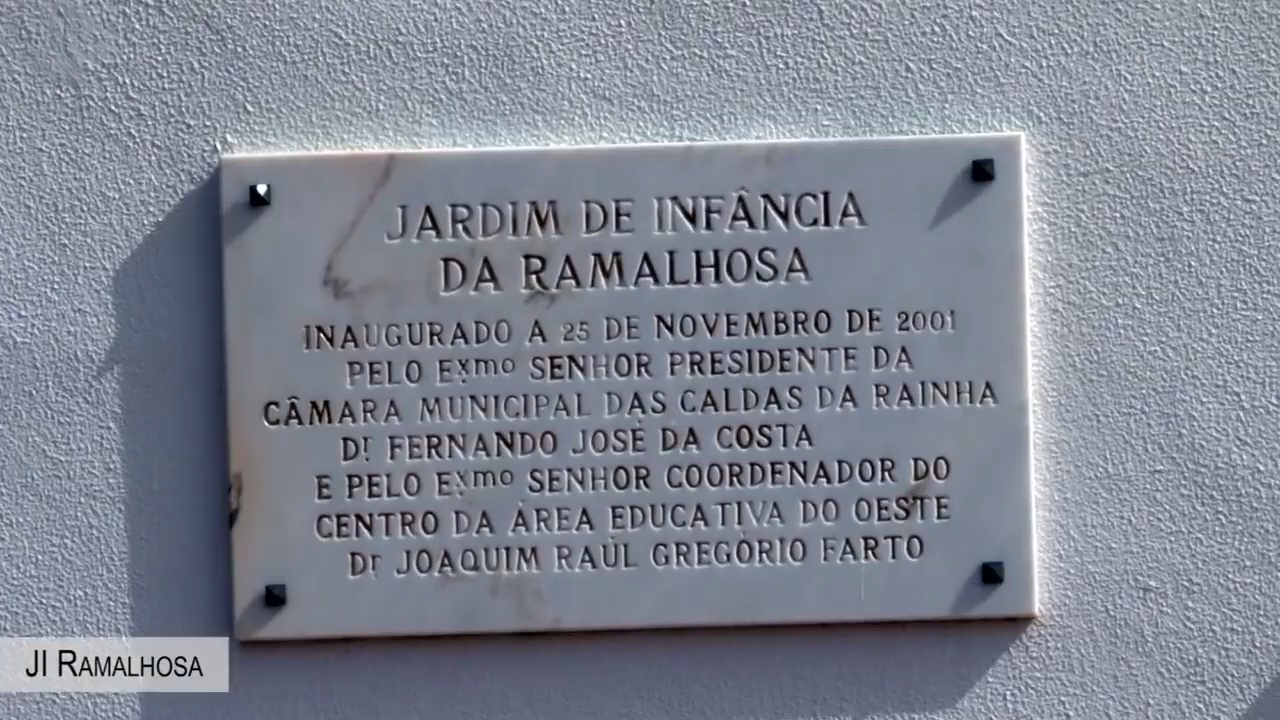 JARDIM DE INFÂNCIA
DA RAMALHOSA
INAUGURADO A 25 DE NOVEMBRO DE 2001
PELO Exmo SENHOR PRESIDENTE DA
CÂMARA MUNICIPAL DAS CALDAS DA RAINHA
Dr FERNANDO JOSÉ DA COSTA
E PELO Exmo SENHOR COORDENADOR DO
CENTRO DA ÁREA EDUCATIVA DO OESTE
Dr JOAQUIM RAÚL GREGÓRIO FARTO
JI RAMALHOSA